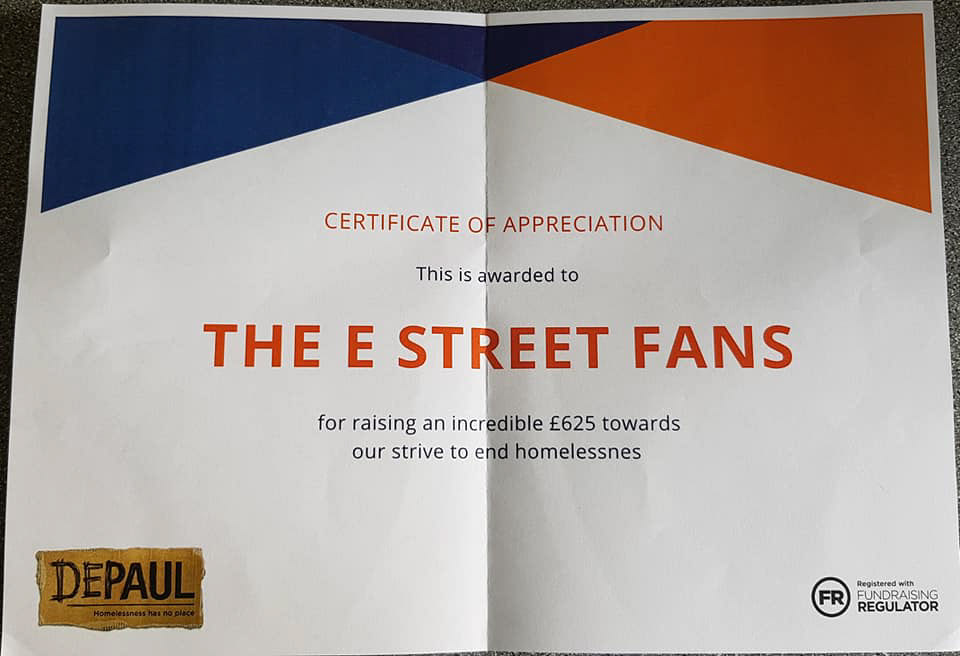 CERTIFICATE OF APPRECIATION
This is awarded to
THE E STREET FANS
for raising an incredible £625 towards
our strive to end homelessnes
DEPAUL
Homelessness has no place
FR
Registered with
FUNDRAISING
REGULATOR